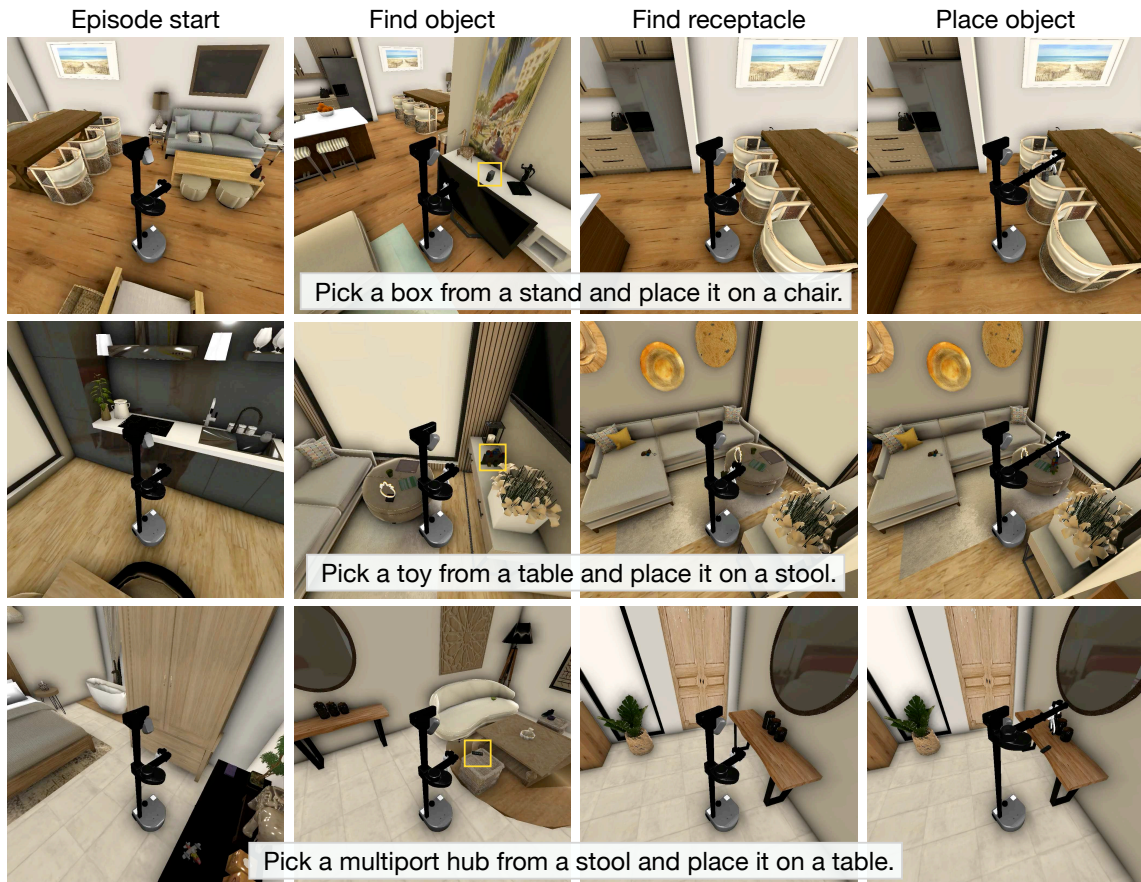 Episode start
Find object
Find receptacle
Place object
Pick a box from a stand and place it on a chair.
Pick a toy from a table and place it on a stool.
Pick a multiport hub from a stool and place it on a table.